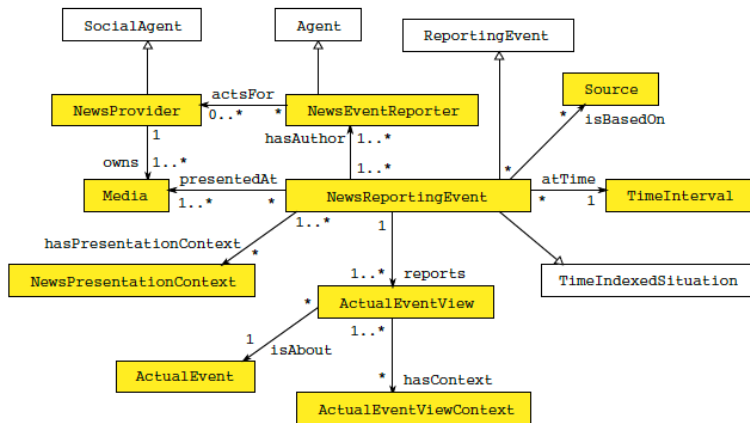 SocialAgent
Agent
ReportingEvent
actsFor
Source
NewsProvider
0..*
*
NewsEventReporter
*
isBasedOn
1
hasAuthor
1..*
owns
1..*
presentedAt
1..*
*
atTime
Media
1..*
*
NewsReportingEvent
*
1
TimeInterval
hasPresentationContext
1..*
1
*
NewsPresentationContext
1..*
reports
TimeIndexedSituation
*
ActualEventView
1
isAbout
1..*
ActualEvent
*
hasContext
ActualEventViewContext